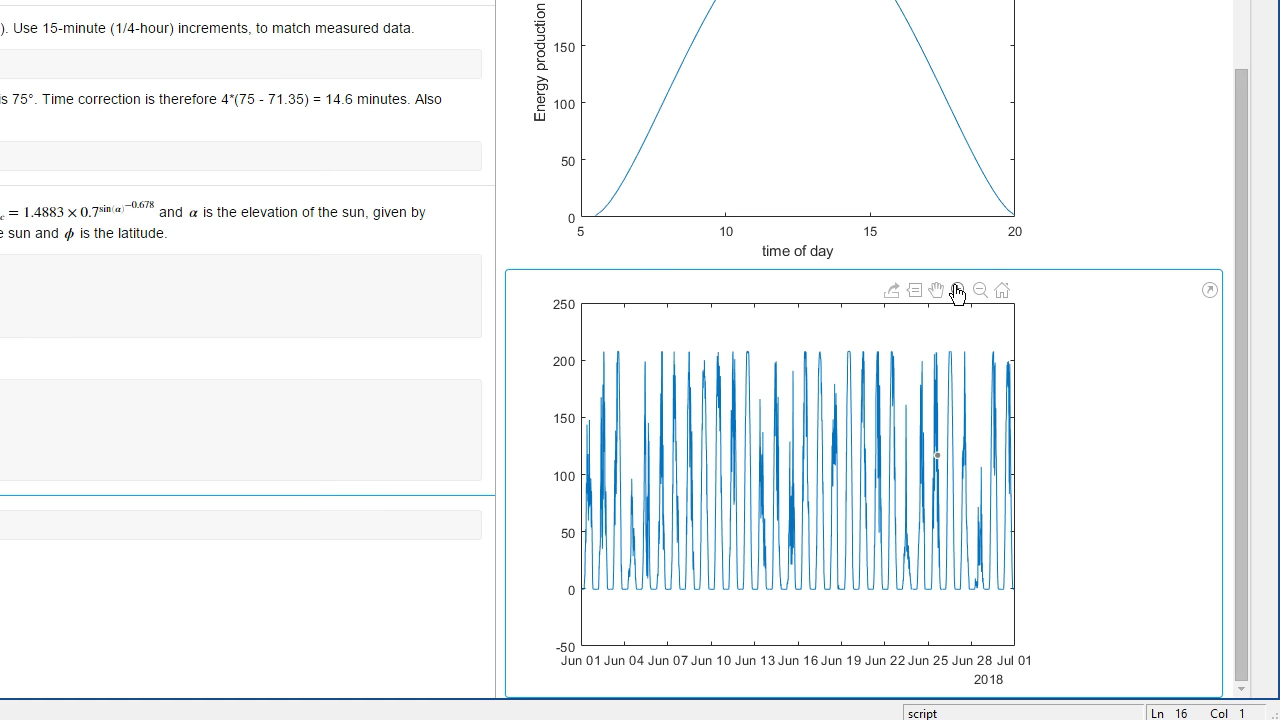 ). Use 15-minute (1/4-hour) increments, to match measured data.
is 75°. Time correction is therefore 4*(75 - 71.35) = 14.6 minutes. Also
c = 1.4883 × 0.7^sin(α)^−0.678 and α is the elevation of the sun, given by
e sun and ϕ is the latitude.
Energy production
150
100
50
0
5 10 15 20
time of day
250
200
150
100
50
0
-50
Jun 01 Jun 04 Jun 07 Jun 10 Jun 13 Jun 16 Jun 19 Jun 22 Jun 25 Jun 28 Jul 01
2018
script Ln 16 Col 1